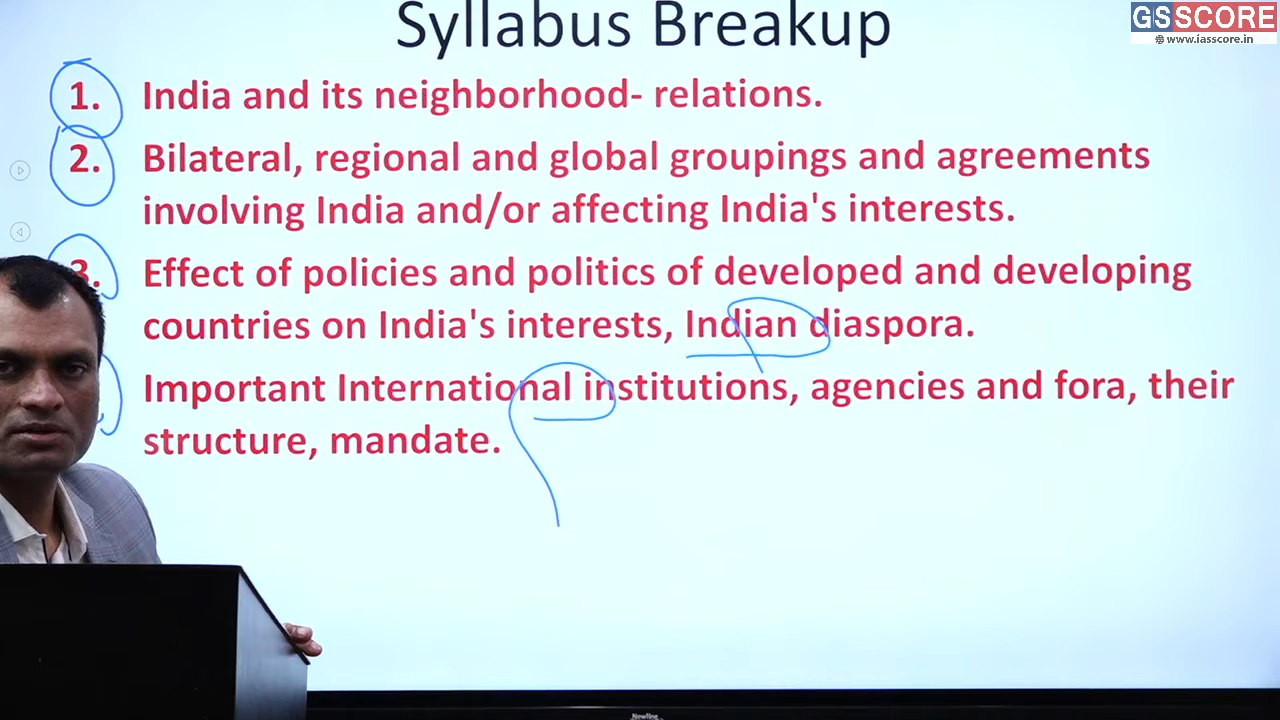 Syllabus Breakup
GSSCORE
www.iasscore.in
1. India and its neighborhood- relations.
2. Bilateral, regional and global groupings and agreements
involving India and/or affecting India's interests.
3. Effect of policies and politics of developed and developing
countries on India's interests, Indian diaspora.
Important International institutions, agencies and fora, their
structure, mandate.
Newline